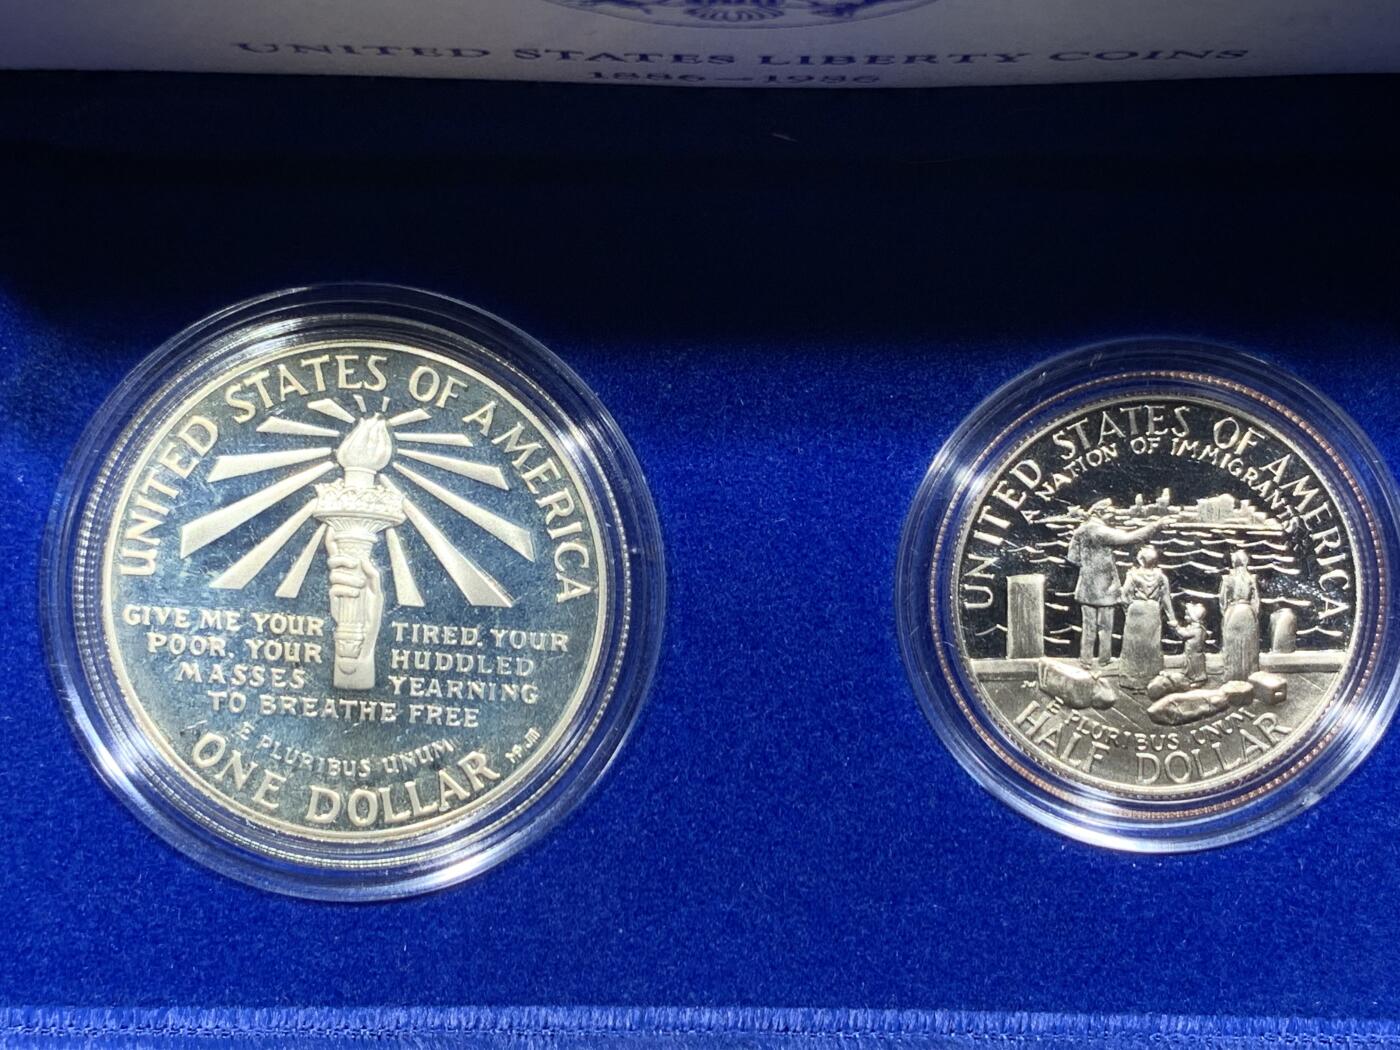 UNITED STATES LIBERTY COINS
1886–1986
UNITED STATES OF AMERICA
GIVE ME YOUR TIRED. YOUR
POOR. YOUR HUDDLED
MASSES YEARNING
TO BREATHE FREE
E PLURIBUS UNUM
ONE DOLLAR
UNITED STATES OF AMERICA
A NATION OF IMMIGRANTS
E PLURIBUS UNUM
HALF DOLLAR